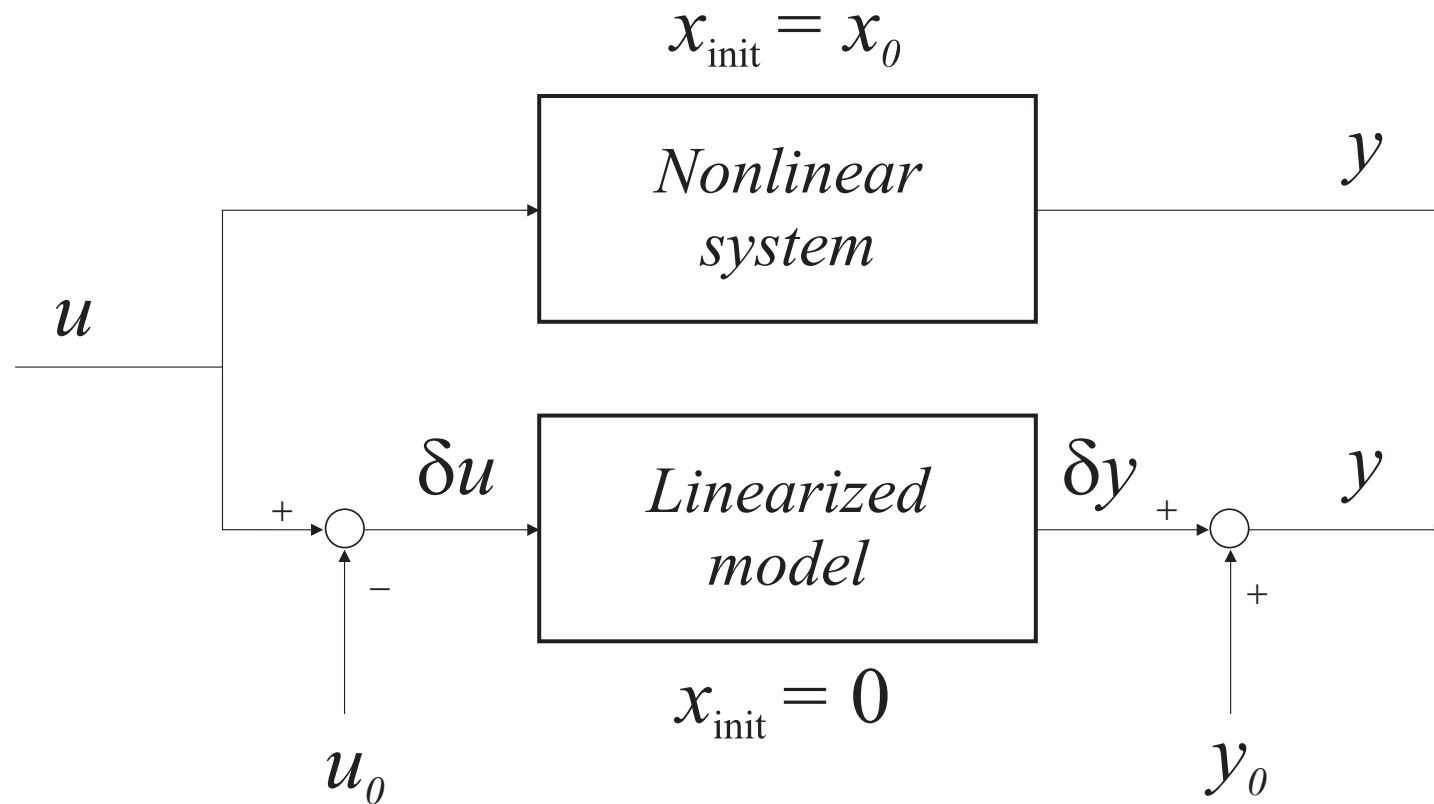 x_init = x_0
Nonlinear
system
y
u
+
δu
−
u_0
Linearized
model
x_init = 0
δy
+
y
+
y_0